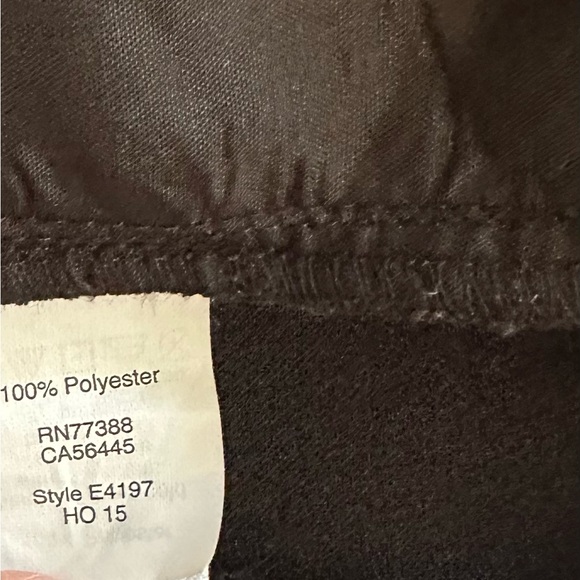 100% Polyester
RN77388
CA56445
Style E4197
HO 15